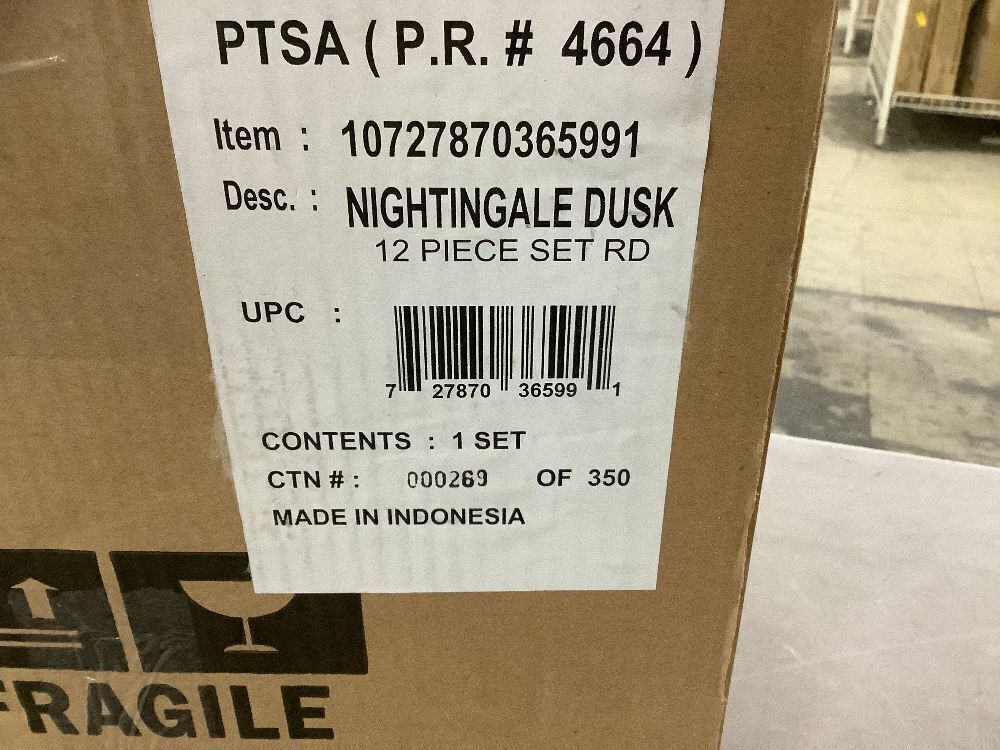 PTSA ( P.R. # 4664 )
Item : 10727870365991
Desc. : NIGHTINGALE DUSK
12 PIECE SET RD
UPC :
7 27870 36599 1
CONTENTS : 1 SET
CTN # : 000269 OF 350
MADE IN INDONESIA
FRAGILE